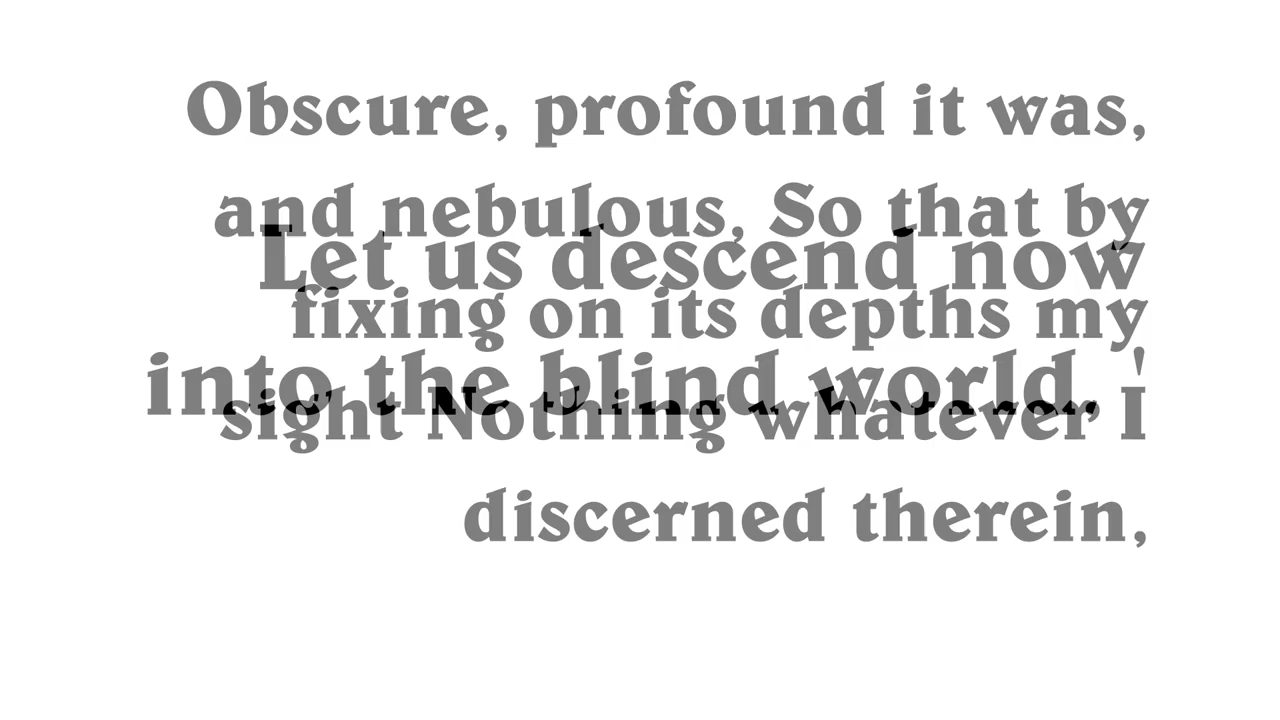 Obscure, profound it was,
and nebulous, So that by
fixing on its depths my
sight Nothing whatever I
discerned therein,
Let us descend now
into the blind world, '